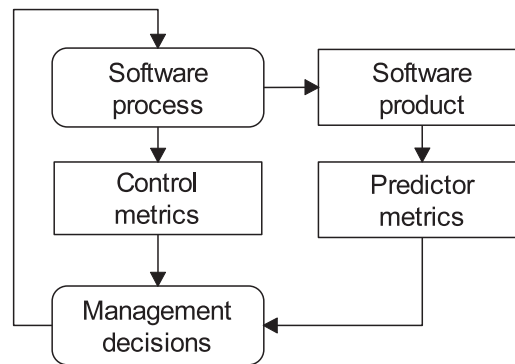 Software
process
Software
product
Control
metrics
Predictor
metrics
Management
decisions